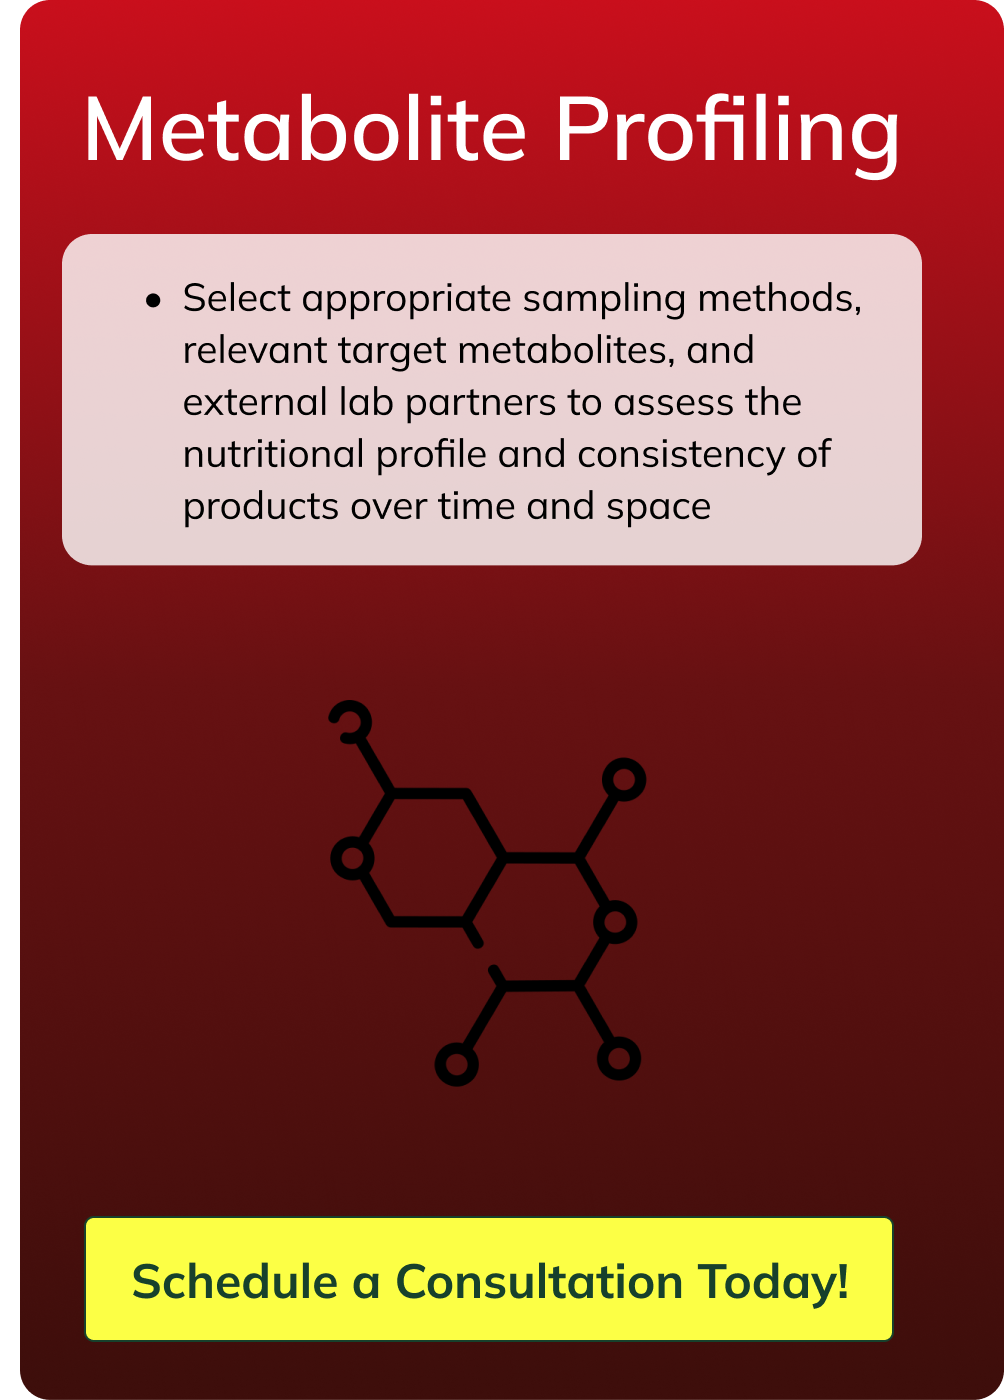 Metabolite Profiling
• Select appropriate sampling methods,
relevant target metabolites, and
external lab partners to assess the
nutritional profile and consistency of
products over time and space
Schedule a Consultation Today!